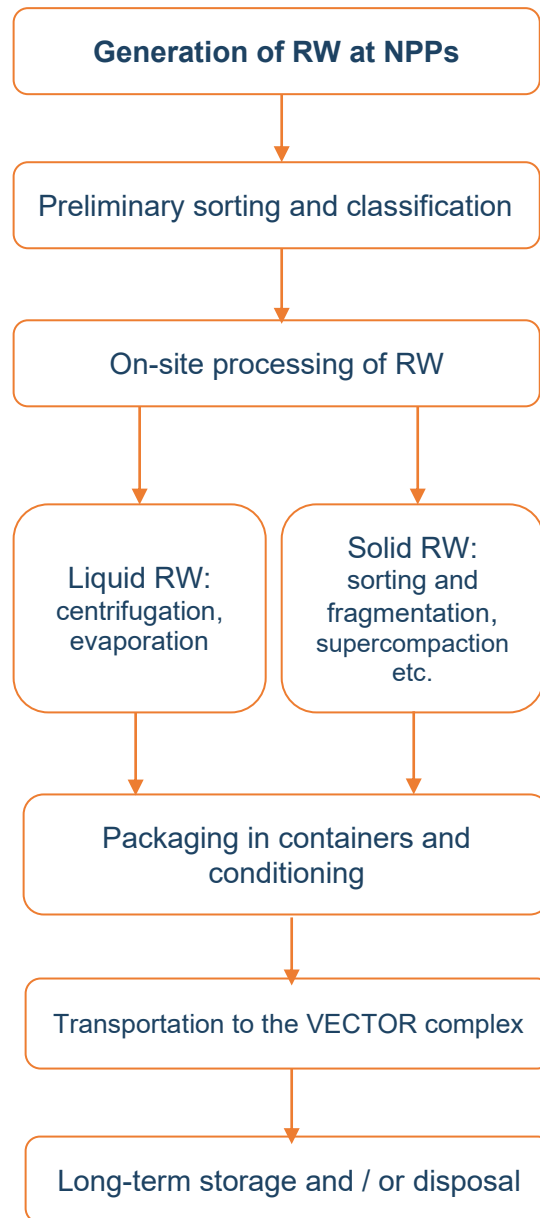 Generation of RW at NPPs
Preliminary sorting and classification
On-site processing of RW
Liquid RW:
centrifugation,
evaporation
Solid RW:
sorting and
fragmentation,
supercompaction
etc.
Packaging in containers and
conditioning
Transportation to the VECTOR complex
Long-term storage and / or disposal